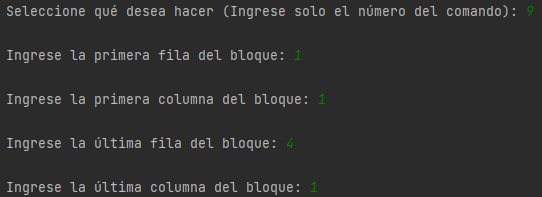 Seleccione qué desea hacer (Ingrese solo el número del comando): 9
Ingrese la primera fila del bloque: 1
Ingrese la primera columna del bloque: 1
Ingrese la última fila del bloque: 4
Ingrese la última columna del bloque: 1